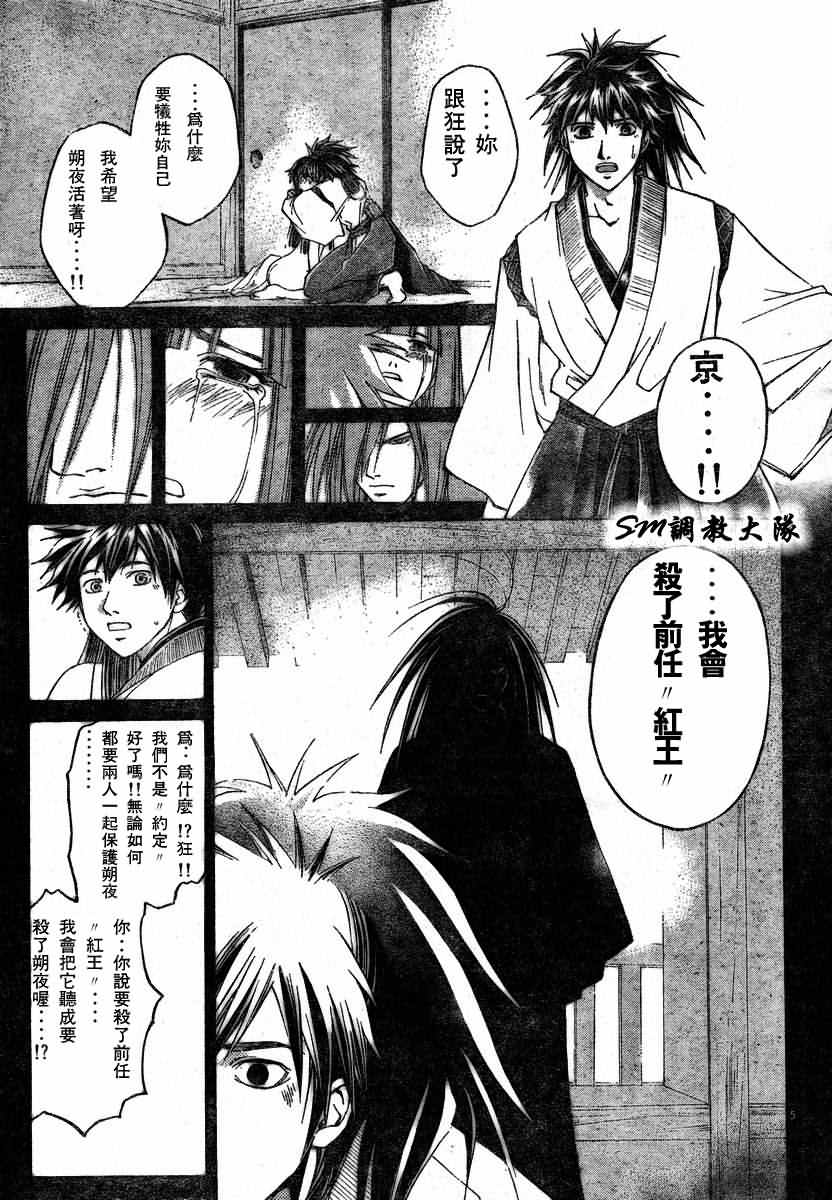 ‥‥妳
跟狂說了
‥‥爲什麼
要犧牲妳自己
我希望
朔夜活著呀‥‥!!
京‥‥!!
SM調教大隊
‥‥我會
殺了前任〝紅王〞
爲‥爲什麼!?狂!!
我們不是〝約定〞
好了嗎!!無論如何
都要兩人一起保護朔夜
‥‥‥‥
你‥你說要殺了前任
〝紅王〞‥‥
我會把它聽成要
殺了朔夜喔‥‥!?
5